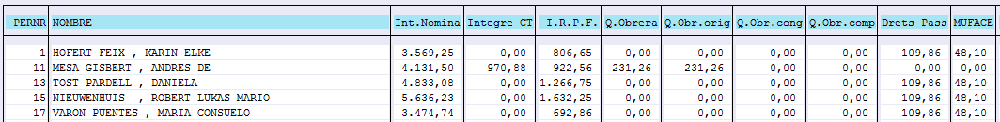 PERNR NOMBRE Int.Nomina Integre CT I.R.P.F. Q.Obrera Q.Obr.orig Q.Obr.cong Q.Obr.comp Drets Pass MUFACE
1 HOFERT FEIX , KARIN ELKE 3.569,25 0,00 806,65 0,00 0,00 0,00 0,00 109,86 48,10
11 MESA GISBERT , ANDRES DE 4.131,50 970,88 922,56 231,26 231,26 0,00 0,00 0,00 0,00
13 TOST PARDELL , DANIELA 4.833,08 0,00 1.266,75 0,00 0,00 0,00 0,00 109,86 48,10
15 NIEUWENHUIS , ROBERT LUKAS MARIO 5.636,23 0,00 1.632,25 0,00 0,00 0,00 0,00 109,86 48,10
17 VARON PUENTES , MARIA CONSUELO 3.474,74 0,00 692,86 0,00 0,00 0,00 0,00 109,86 48,10